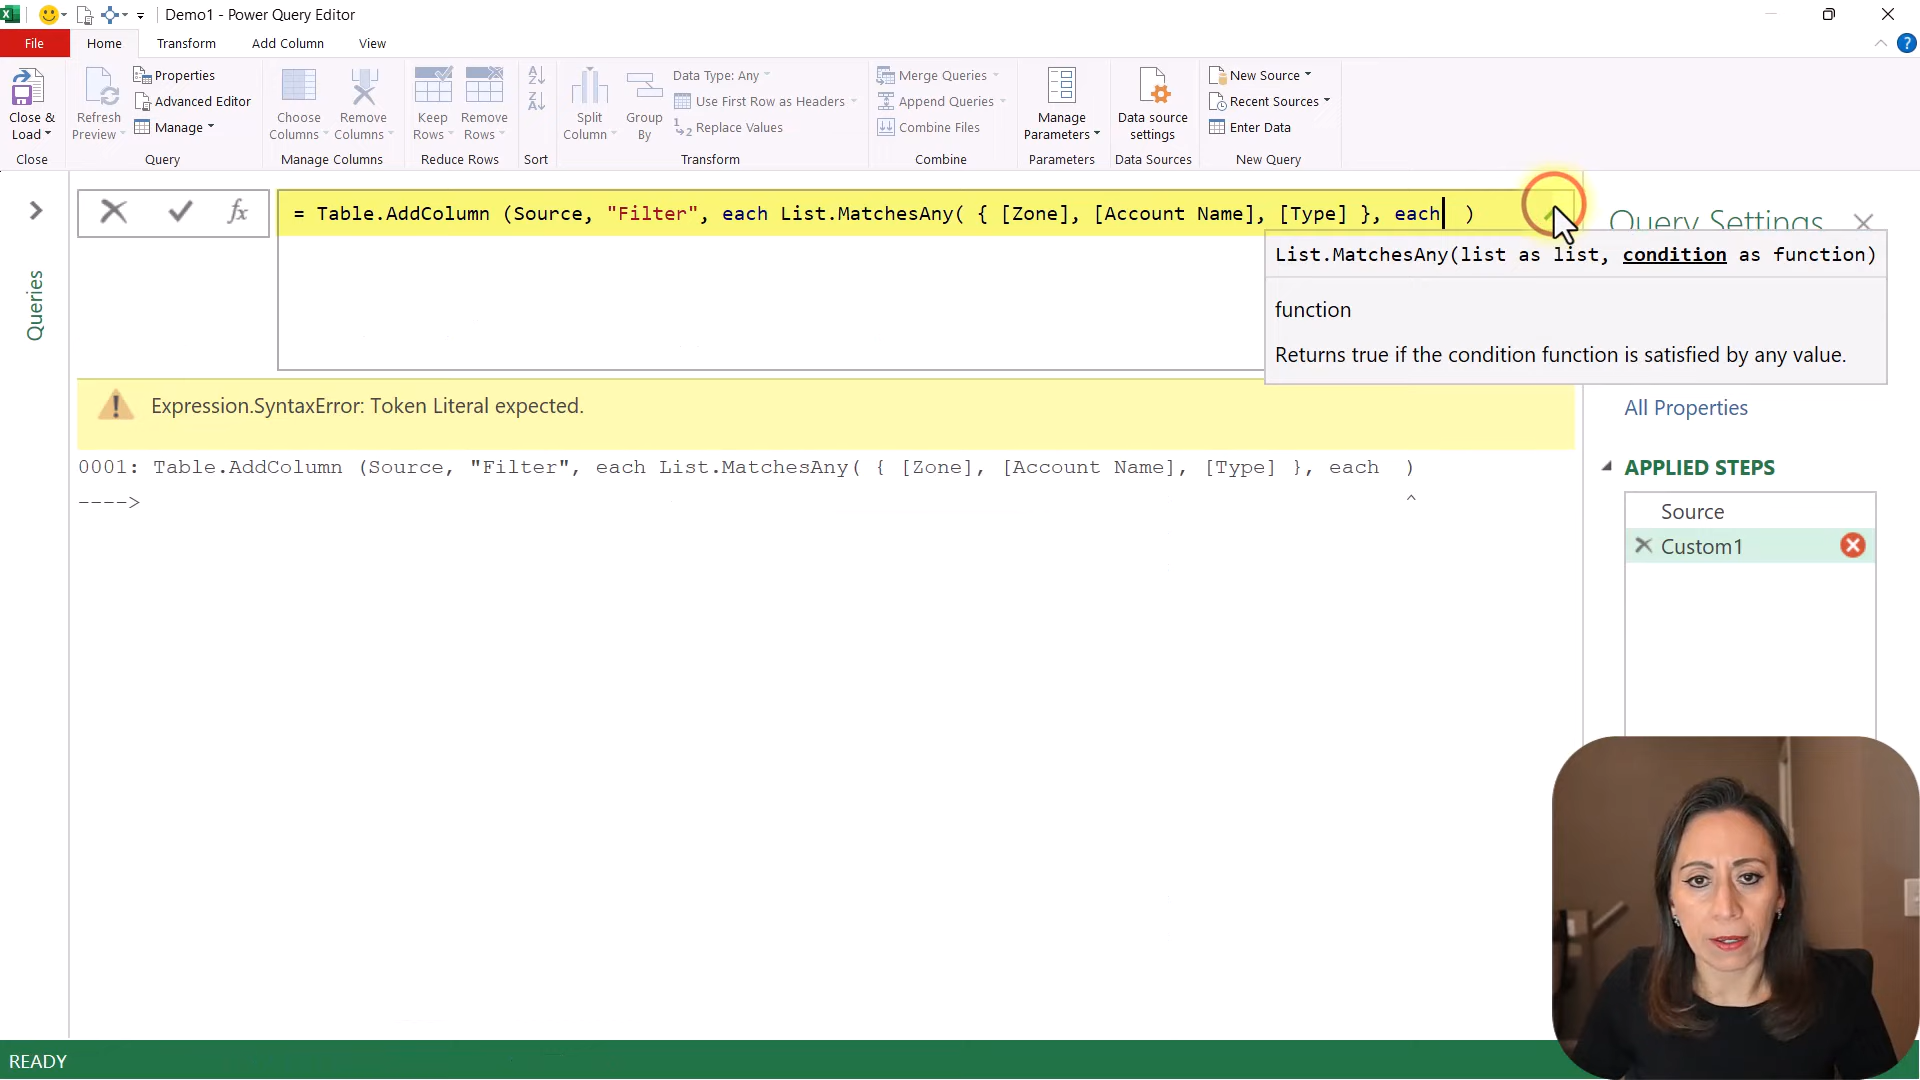 Demo1 - Power Query Editor
File Home Transform Add Column View
Close & Load
Close
Refresh Preview
Properties
Advanced Editor
Manage
Query
Choose Columns
Remove Columns
Manage Columns
Keep Rows
Remove Rows
Reduce Rows
A Z
Z A
Sort
Split Column
Group By
Data Type: Any
Use First Row as Headers
1 2 Replace Values
Transform
Merge Queries
Append Queries
Combine Files
Combine
Manage Parameters
Parameters
Data source settings
Data Sources
New Source
Recent Sources
Enter Data
New Query
Queries
fx
= Table.AddColumn (Source, "Filter", each List.MatchesAny( { [Zone], [Account Name], [Type] }, each  )
Query Settings
List.MatchesAny(list as list, condition as function)
function
Returns true if the condition function is satisfied by any value.
All Properties
Expression.SyntaxError: Token Literal expected.
0001: Table.AddColumn (Source, "Filter", each List.MatchesAny( { [Zone], [Account Name], [Type] }, each  )
----> ^
APPLIED STEPS
Source
Custom1
READY